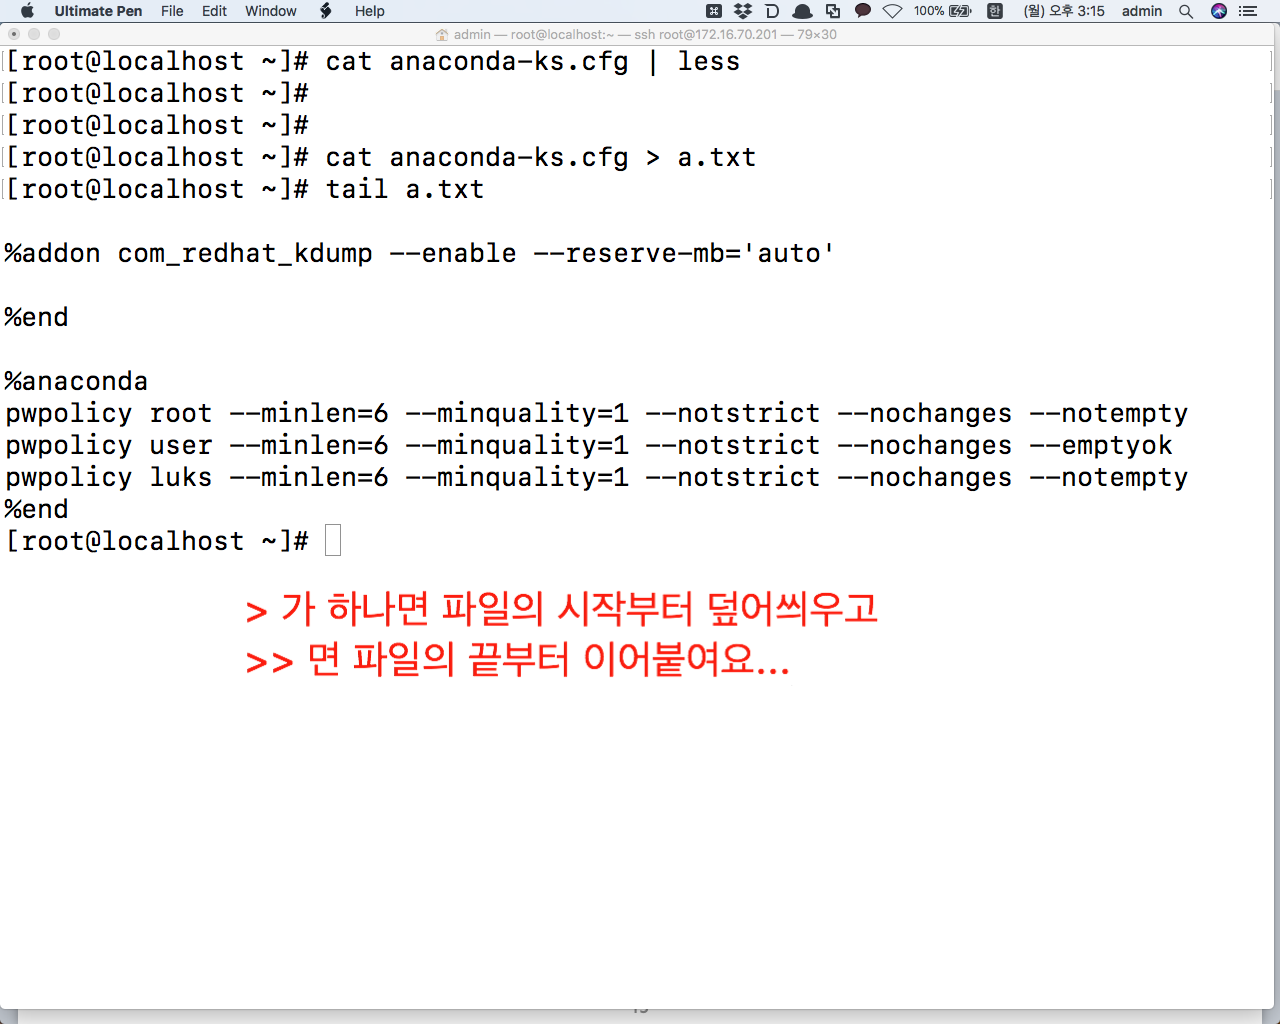 Ultimate Pen File Edit Window Help 100% 한 (월) 오후 3:15 admin
admin — root@localhost:~ — ssh root@172.16.70.201 — 79×30
[root@localhost ~]# cat anaconda-ks.cfg | less
[root@localhost ~]#
[root@localhost ~]#
[root@localhost ~]# cat anaconda-ks.cfg > a.txt
[root@localhost ~]# tail a.txt
%addon com_redhat_kdump --enable --reserve-mb='auto'
%end
%anaconda
pwpolicy root --minlen=6 --minquality=1 --notstrict --nochanges --notempty
pwpolicy user --minlen=6 --minquality=1 --notstrict --nochanges --emptyok
pwpolicy luks --minlen=6 --minquality=1 --notstrict --nochanges --notempty
%end
[root@localhost ~]#
> 가 하나면 파일의 시작부터 덮어씌우고
>> 면 파일의 끝부터 이어붙여요...